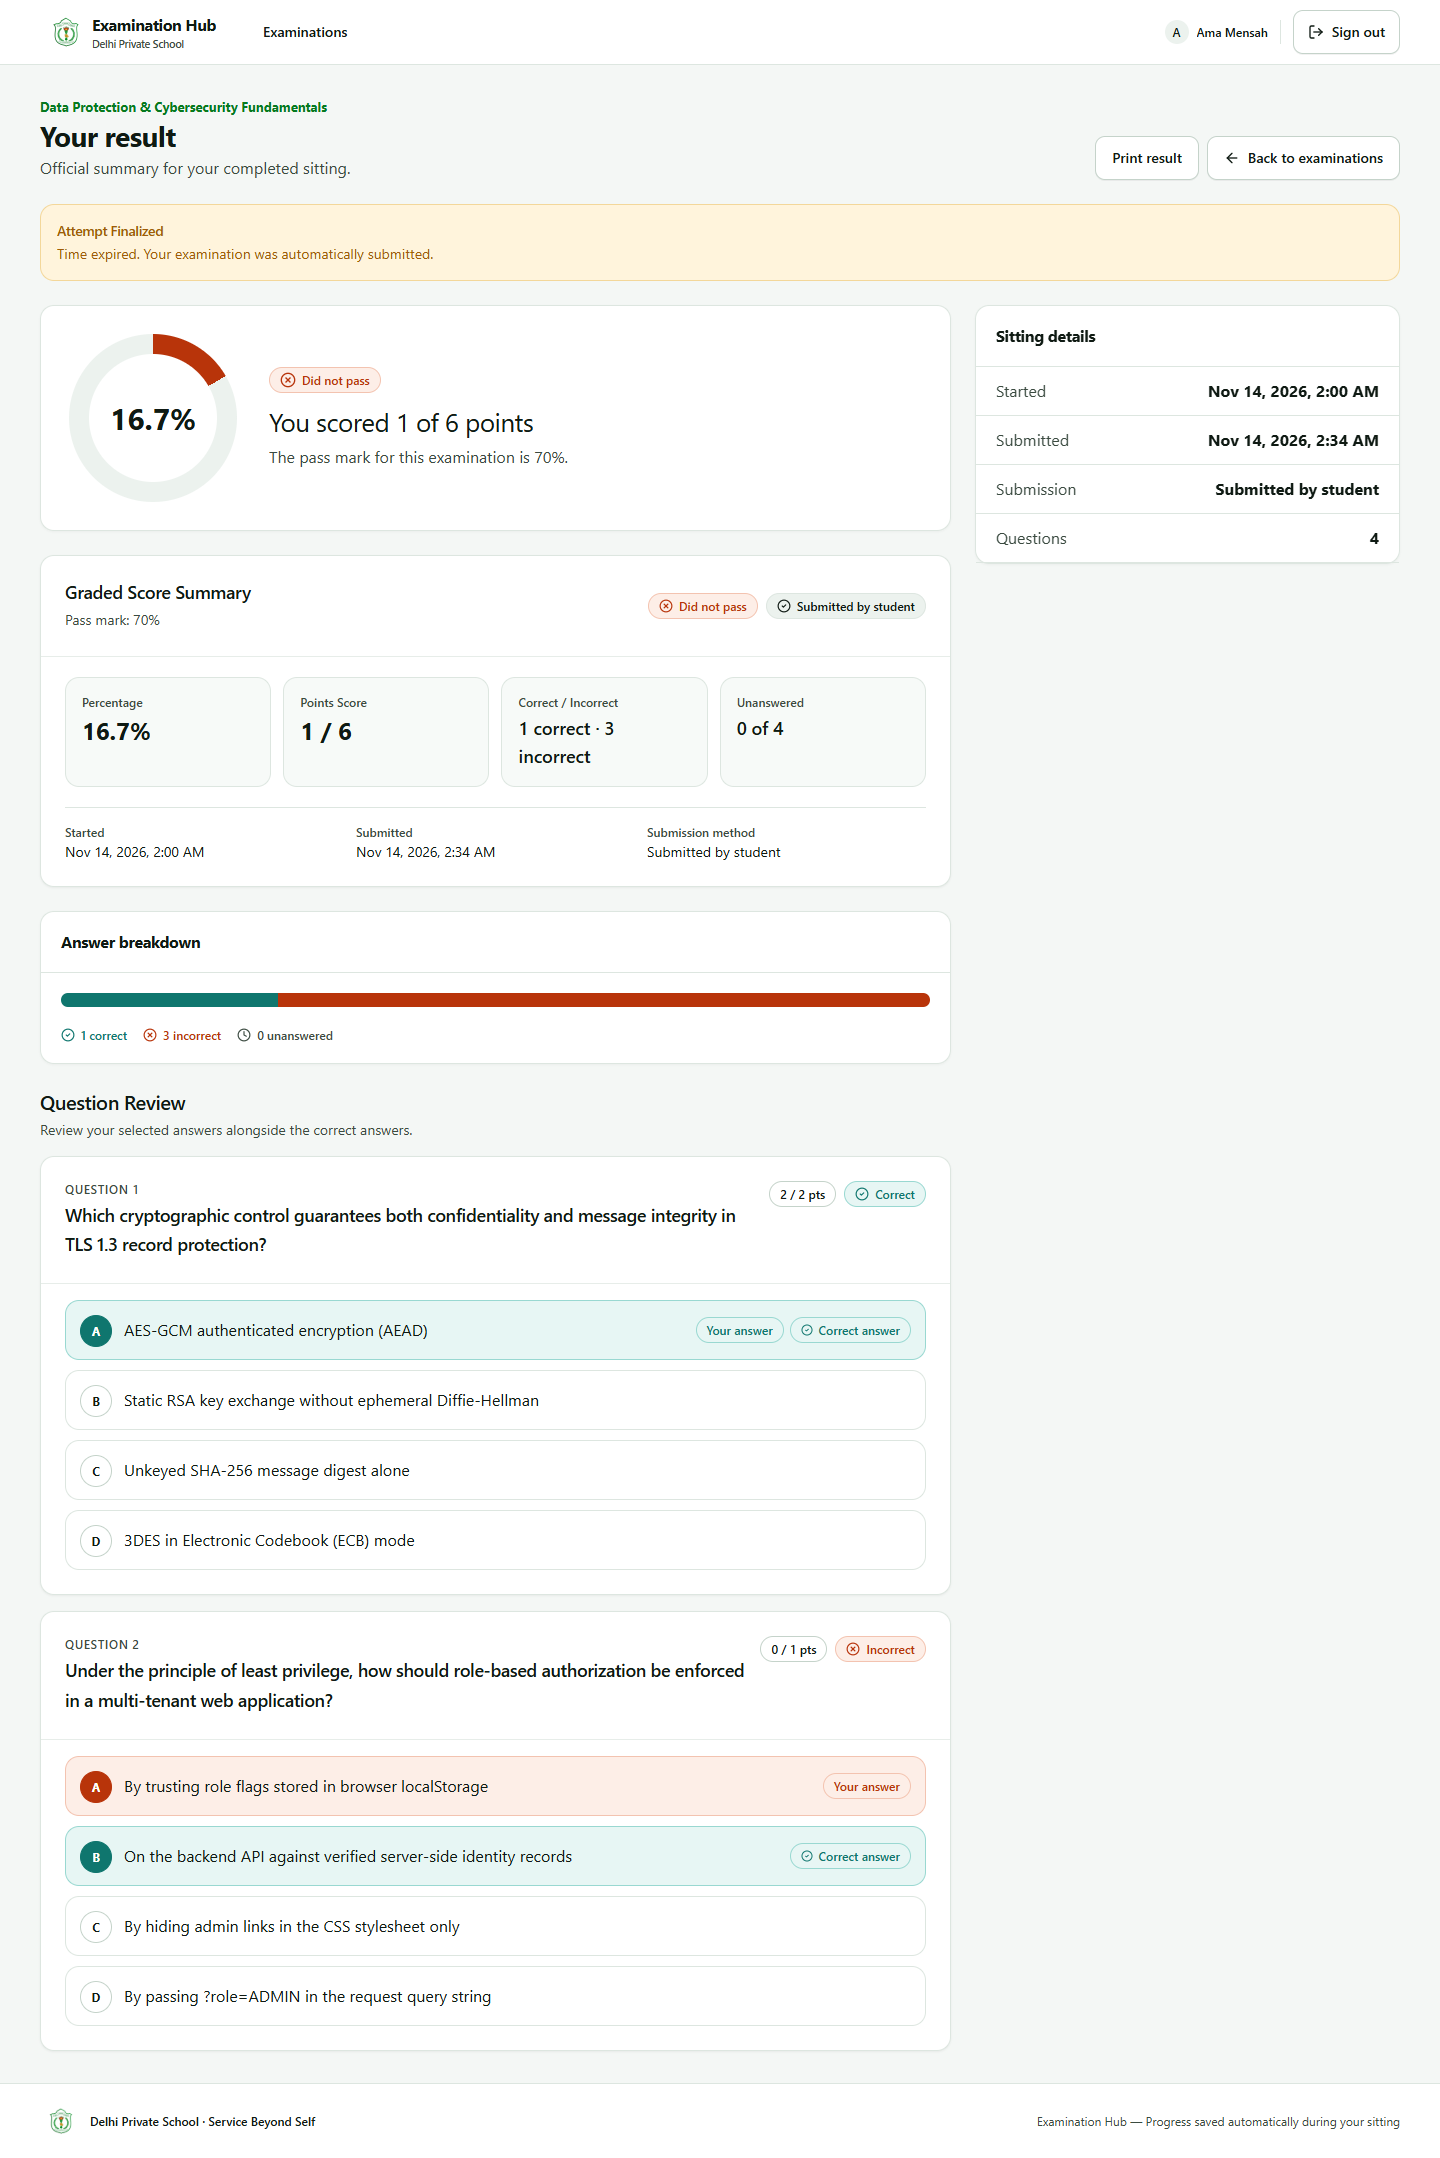 Examination Hub
Delhi Private School
Examinations
A
Ama Mensah
Sign out
Data Protection & Cybersecurity Fundamentals
Your result
Official summary for your completed sitting.
Print result
Back to examinations
Attempt Finalized
Time expired. Your examination was automatically submitted.
16.7%
Did not pass
You scored 1 of 6 points
The pass mark for this examination is 70%.
Sitting details
Started Nov 14, 2026, 2:00 AM
Submitted Nov 14, 2026, 2:34 AM
Submission Submitted by student
Questions 4
Graded Score Summary
Pass mark: 70%
Did not pass
Submitted by student
Percentage
16.7%
Points Score
1 / 6
Correct / Incorrect
1 correct · 3
incorrect
Unanswered
0 of 4
Started
Nov 14, 2026, 2:00 AM
Submitted
Nov 14, 2026, 2:34 AM
Submission method
Submitted by student
Answer breakdown
1 correct
3 incorrect
0 unanswered
Question Review
Review your selected answers alongside the correct answers.
QUESTION 1
Which cryptographic control guarantees both confidentiality and message integrity in
TLS 1.3 record protection?
2 / 2 pts
Correct
A AES-GCM authenticated encryption (AEAD) Your answer Correct answer
B Static RSA key exchange without ephemeral Diffie-Hellman
C Unkeyed SHA-256 message digest alone
D 3DES in Electronic Codebook (ECB) mode
QUESTION 2
Under the principle of least privilege, how should role-based authorization be enforced
in a multi-tenant web application?
0 / 1 pts
Incorrect
A By trusting role flags stored in browser localStorage Your answer
B On the backend API against verified server-side identity records Correct answer
C By hiding admin links in the CSS stylesheet only
D By passing ?role=ADMIN in the request query string
Delhi Private School · Service Beyond Self
Examination Hub — Progress saved automatically during your sitting